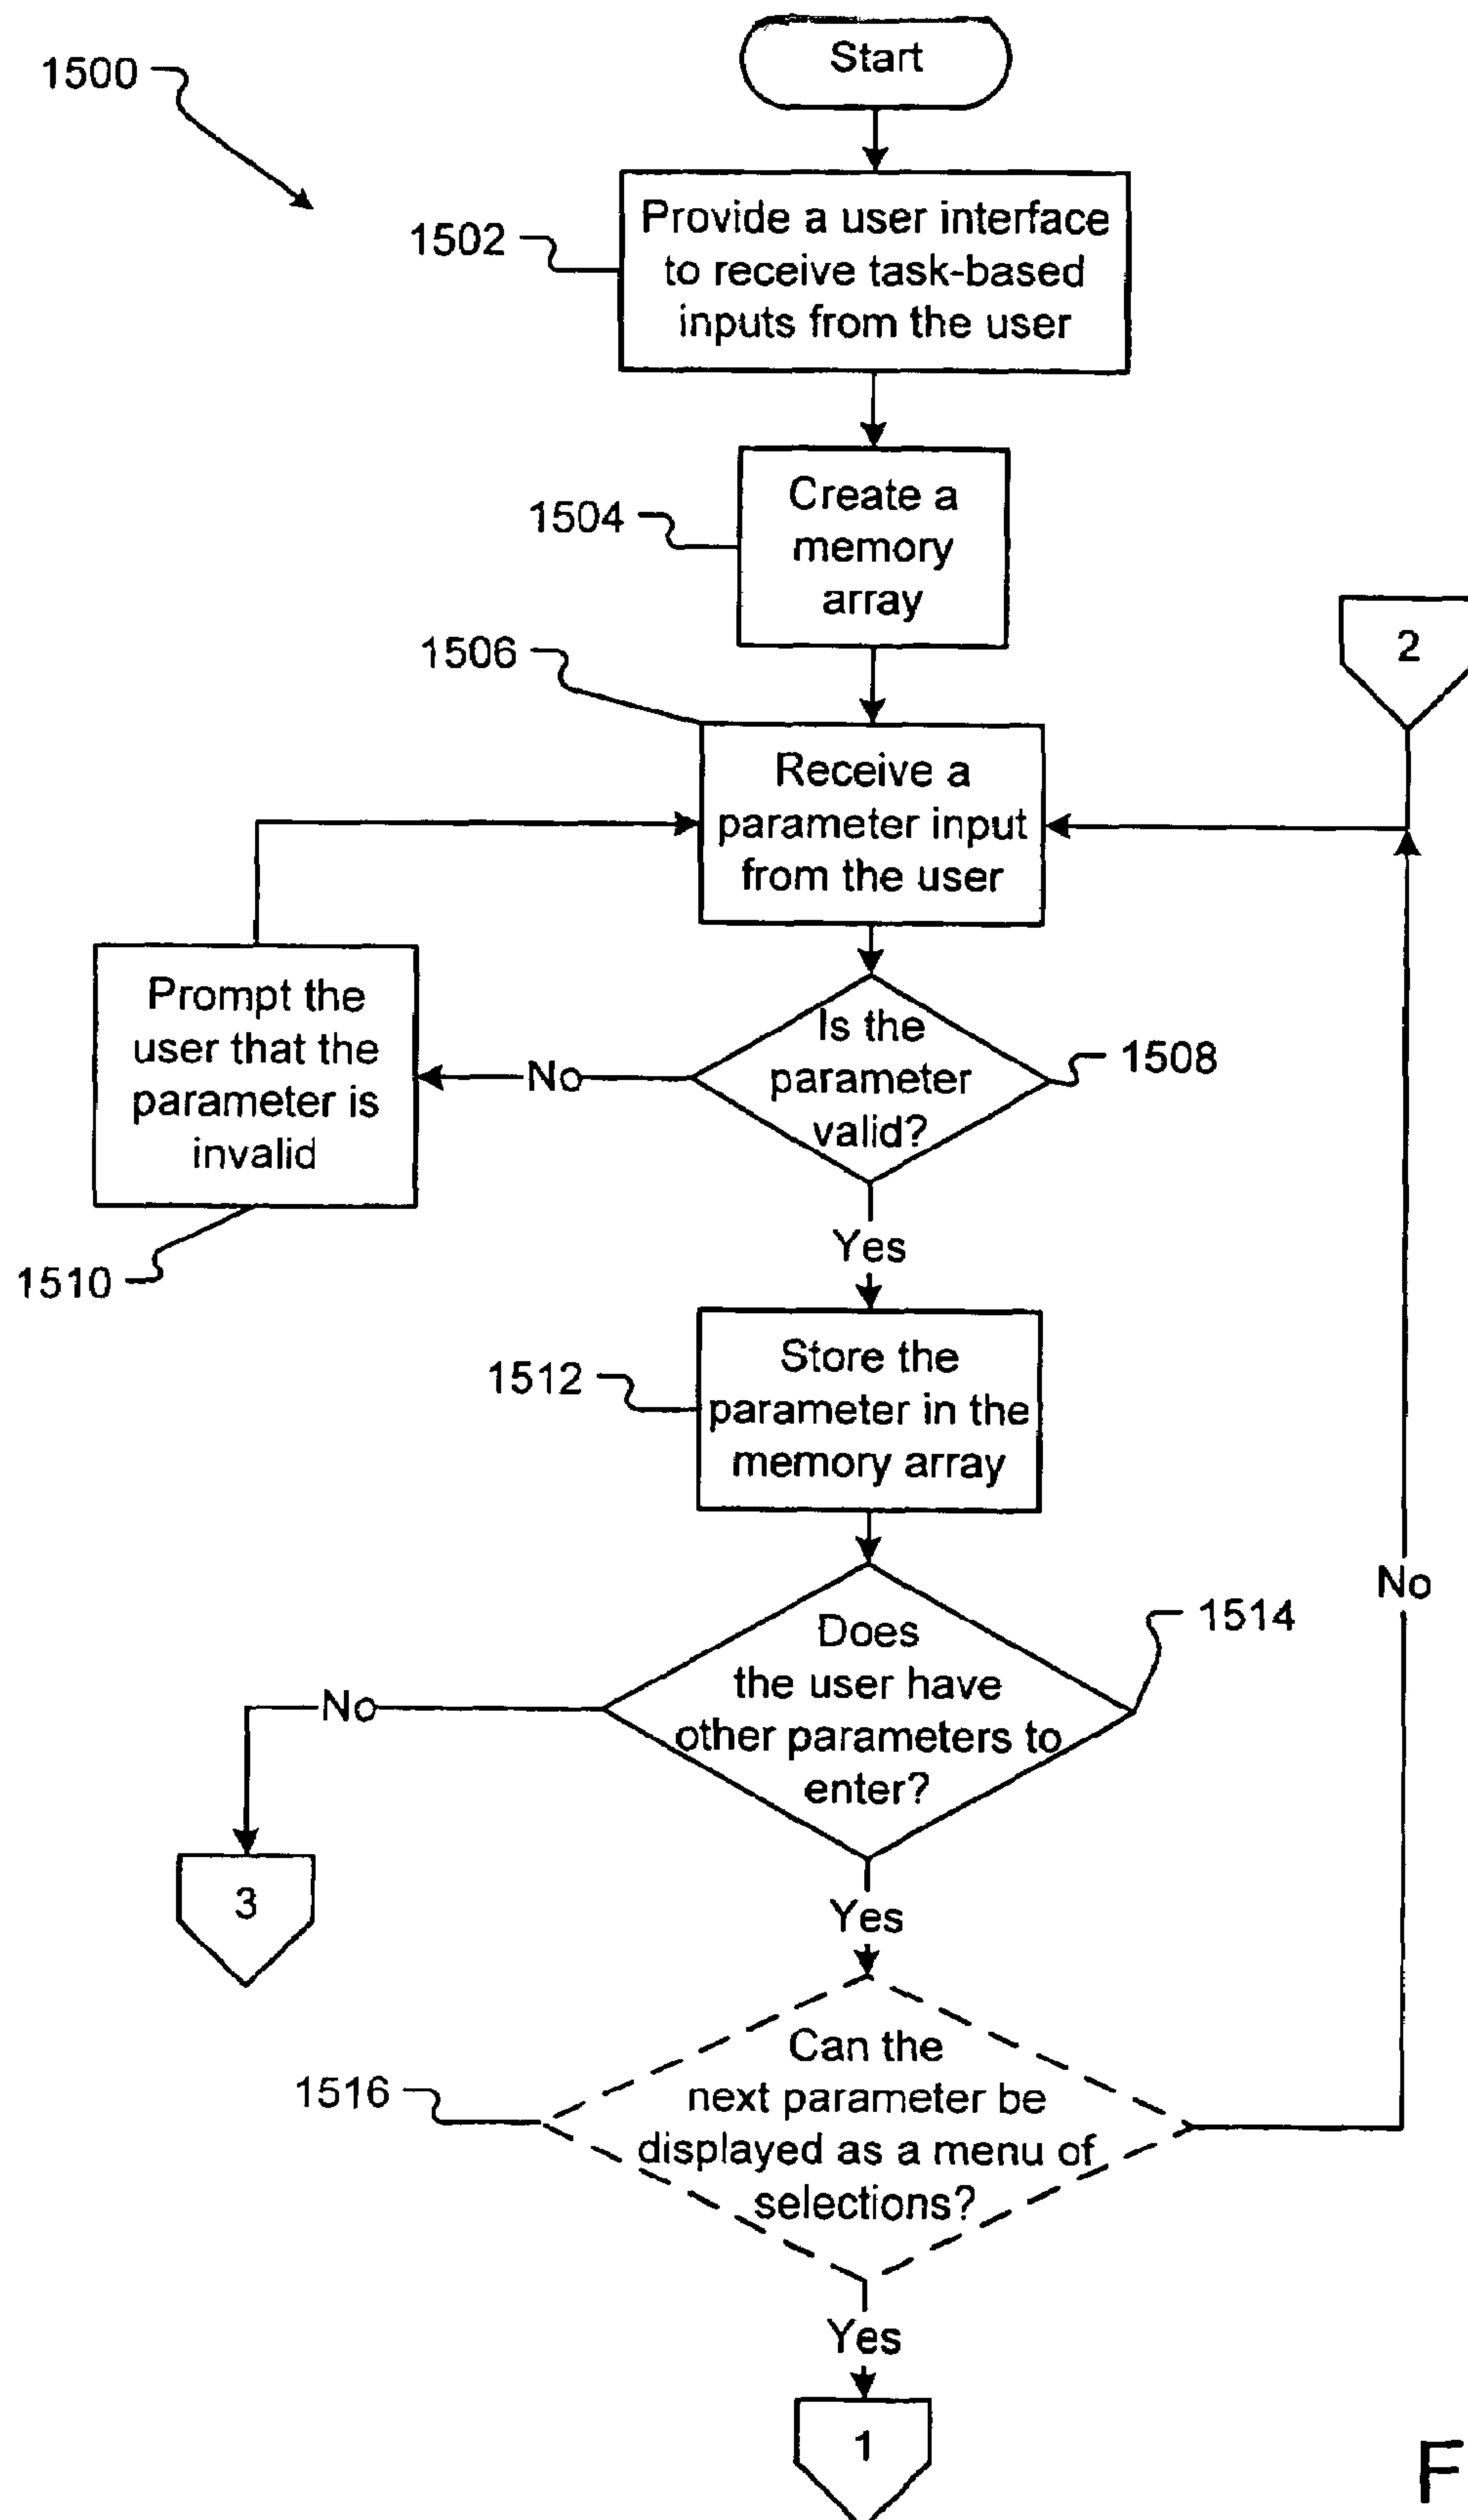 Start
1500
1502
Provide a user interface
to receive task-based
inputs from the user
1504
Create a
memory
array
2
1506
Receive a
parameter input
from the user
Prompt the
user that the
parameter is
invalid
No
Is the
parameter
valid?
1508
1510
Yes
1512
Store the
parameter in the
memory array
No
1514
Does
the user have
other parameters to
enter?
No
3
Yes
1516
Can the
next parameter be
displayed as a menu of
selections?
Yes
1
F